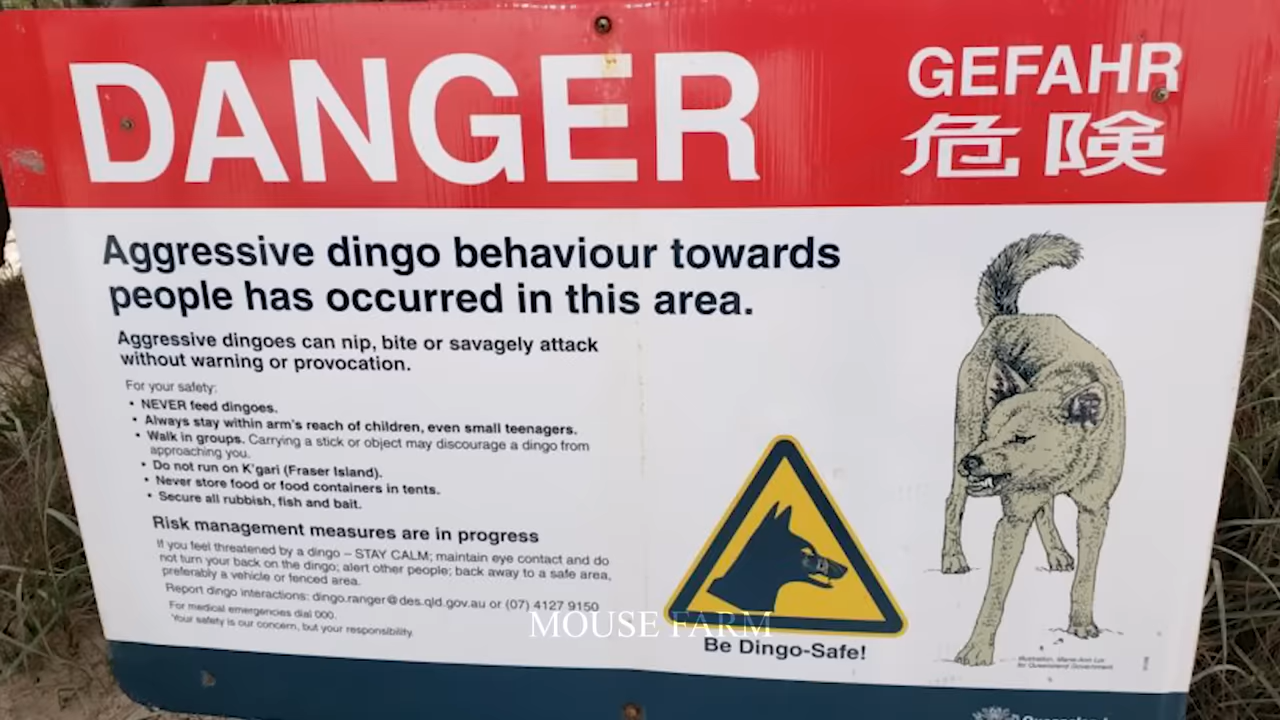 DANGER
GEFAHR
危険
Aggressive dingo behaviour towards
people has occurred in this area.
Aggressive dingoes can nip, bite or savagely attack
without warning or provocation.
For your safety:
• NEVER feed dingoes.
• Always stay within arm's reach of children, even small teenagers.
• Walk in groups. Carrying a stick or object may discourage a dingo from
approaching you.
• Do not run on K'gari (Fraser Island).
• Never store food or food containers in tents.
• Secure all rubbish, fish and bait.
Risk management measures are in progress
If you feel threatened by a dingo – STAY CALM; maintain eye contact and do
not turn your back on the dingo; alert other people; back away to a safe area,
preferably a vehicle or fenced area.
Report dingo interactions: dingo.ranger@des.qld.gov.au or (07) 4127 9150
For medical emergencies dial 000.
Your safety is our concern, but your responsibility.
MOUSE FARM
Be Dingo-Safe!
Illustration, Marie-Ann
for Queensland Government